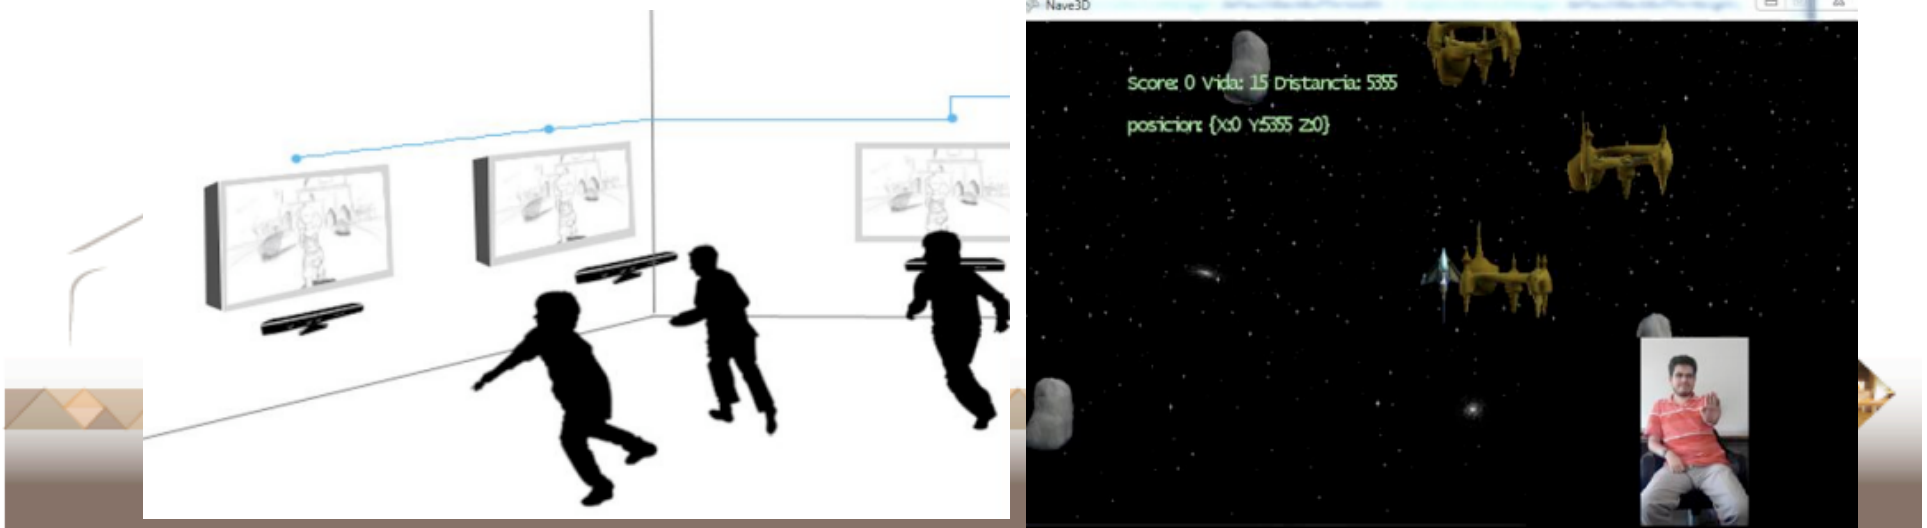 Nave3D
Score: 0 Vida: 15 Distancia: 5355
posicion: {X:0 Y:5355 Z:0}